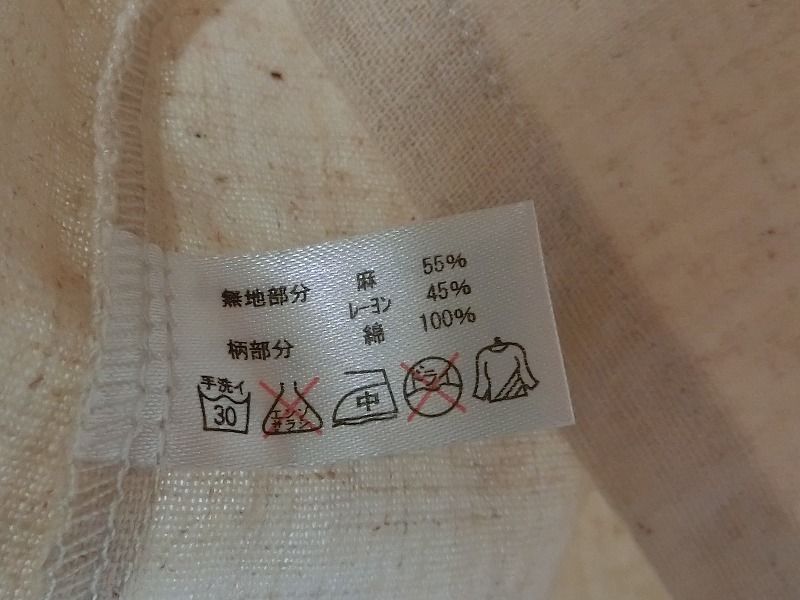 無地部分 麻 55%
レーヨン 45%
柄部分 綿 100%
手洗イ
30
エンソ
サラシ
中
ドライ